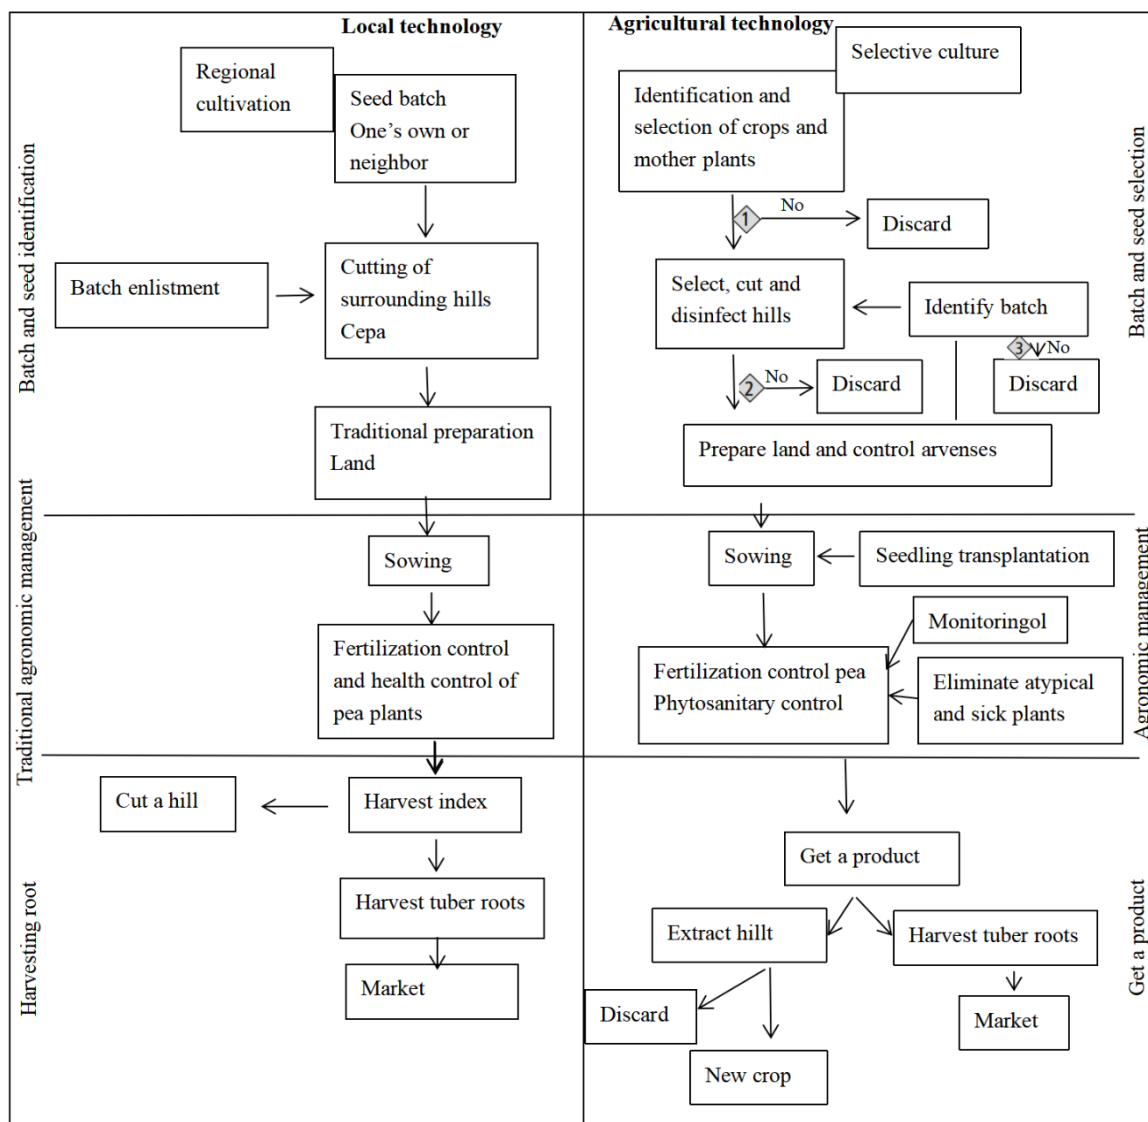 Local technology
Agricultural technology
Batch and seed identification
Regional
cultivation
Seed batch
One’s own or
neighbor
Batch enlistment
Cutting of
surrounding hills
Cepa
Traditional preparation
Land
Selective culture
Identification and
selection of crops and
mother plants
1
No
Discard
Select, cut and
disinfect hills
Identify batch
2
No
Discard
3
No
Discard
Prepare land and control arvenses
Batch and seed selection
Traditional agronomic management
Sowing
Fertilization control
and health control of
pea plants
Sowing
Seedling transplantation
Monitoringol
Fertilization control pea
Phytosanitary control
Eliminate atypical
and sick plants
Agronomic management
Harvesting root
Cut a hill
Harvest index
Harvest tuber roots
Market
Get a product
Extract hillt
Harvest tuber roots
Discard
Market
New crop
Get a product